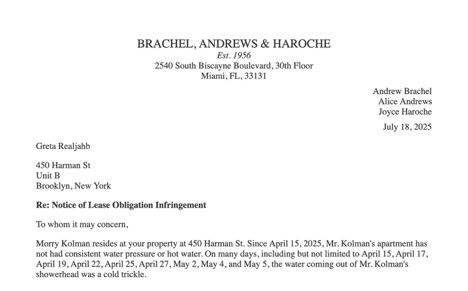 BRACHEL, ANDREWS & HAROCHE
Est. 1956
2540 South Biscayne Boulevard, 30th Floor
Miami, FL, 33131
Andrew Brachel
Alice Andrews
Joyce Haroche
July 18, 2025
Greta Realjahb
450 Harman St
Unit B
Brooklyn, New York
Re: Notice of Lease Obligation Infringement
To whom it may concern,
Morry Kolman resides at your property at 450 Harman St. Since April 15, 2025, Mr. Kolman's apartment has
not had consistent water pressure or hot water. On many days, including but not limited to April 15, April 17,
April 19, April 22, April 25, April 27, May 2, May 4, and May 5, the water coming out of Mr. Kolman's
showerhead was a cold trickle.